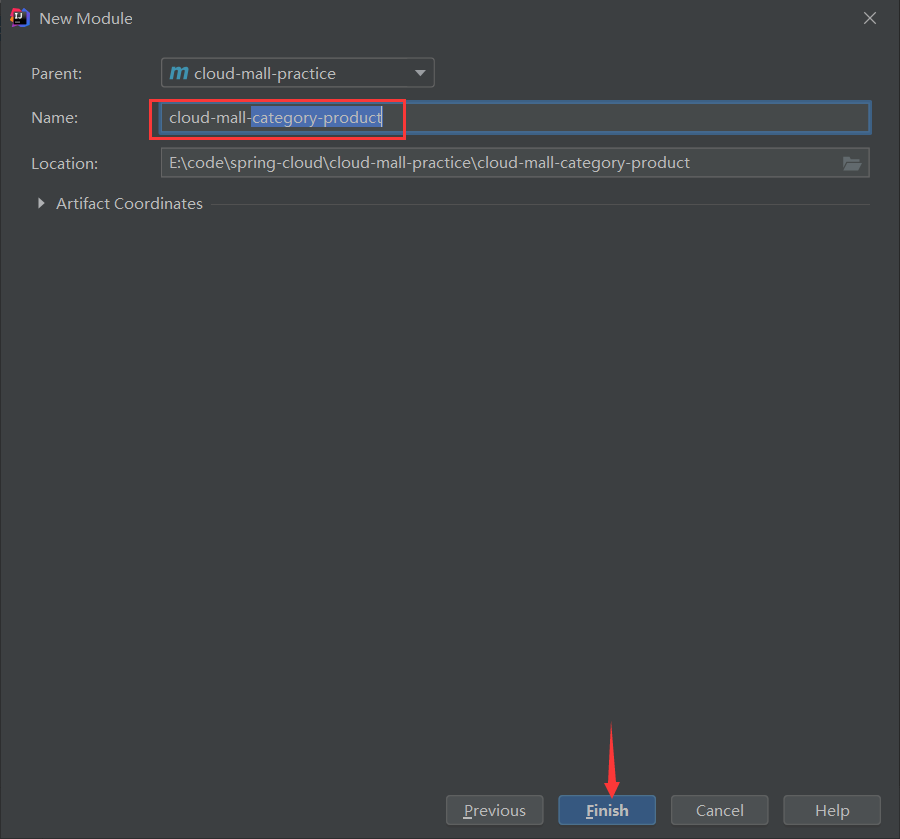 New Module
Parent: m cloud-mall-practice
Name: cloud-mall-category-product
Location: E:\code\spring-cloud\cloud-mall-practice\cloud-mall-category-product
Artifact Coordinates
Previous Finish Cancel Help